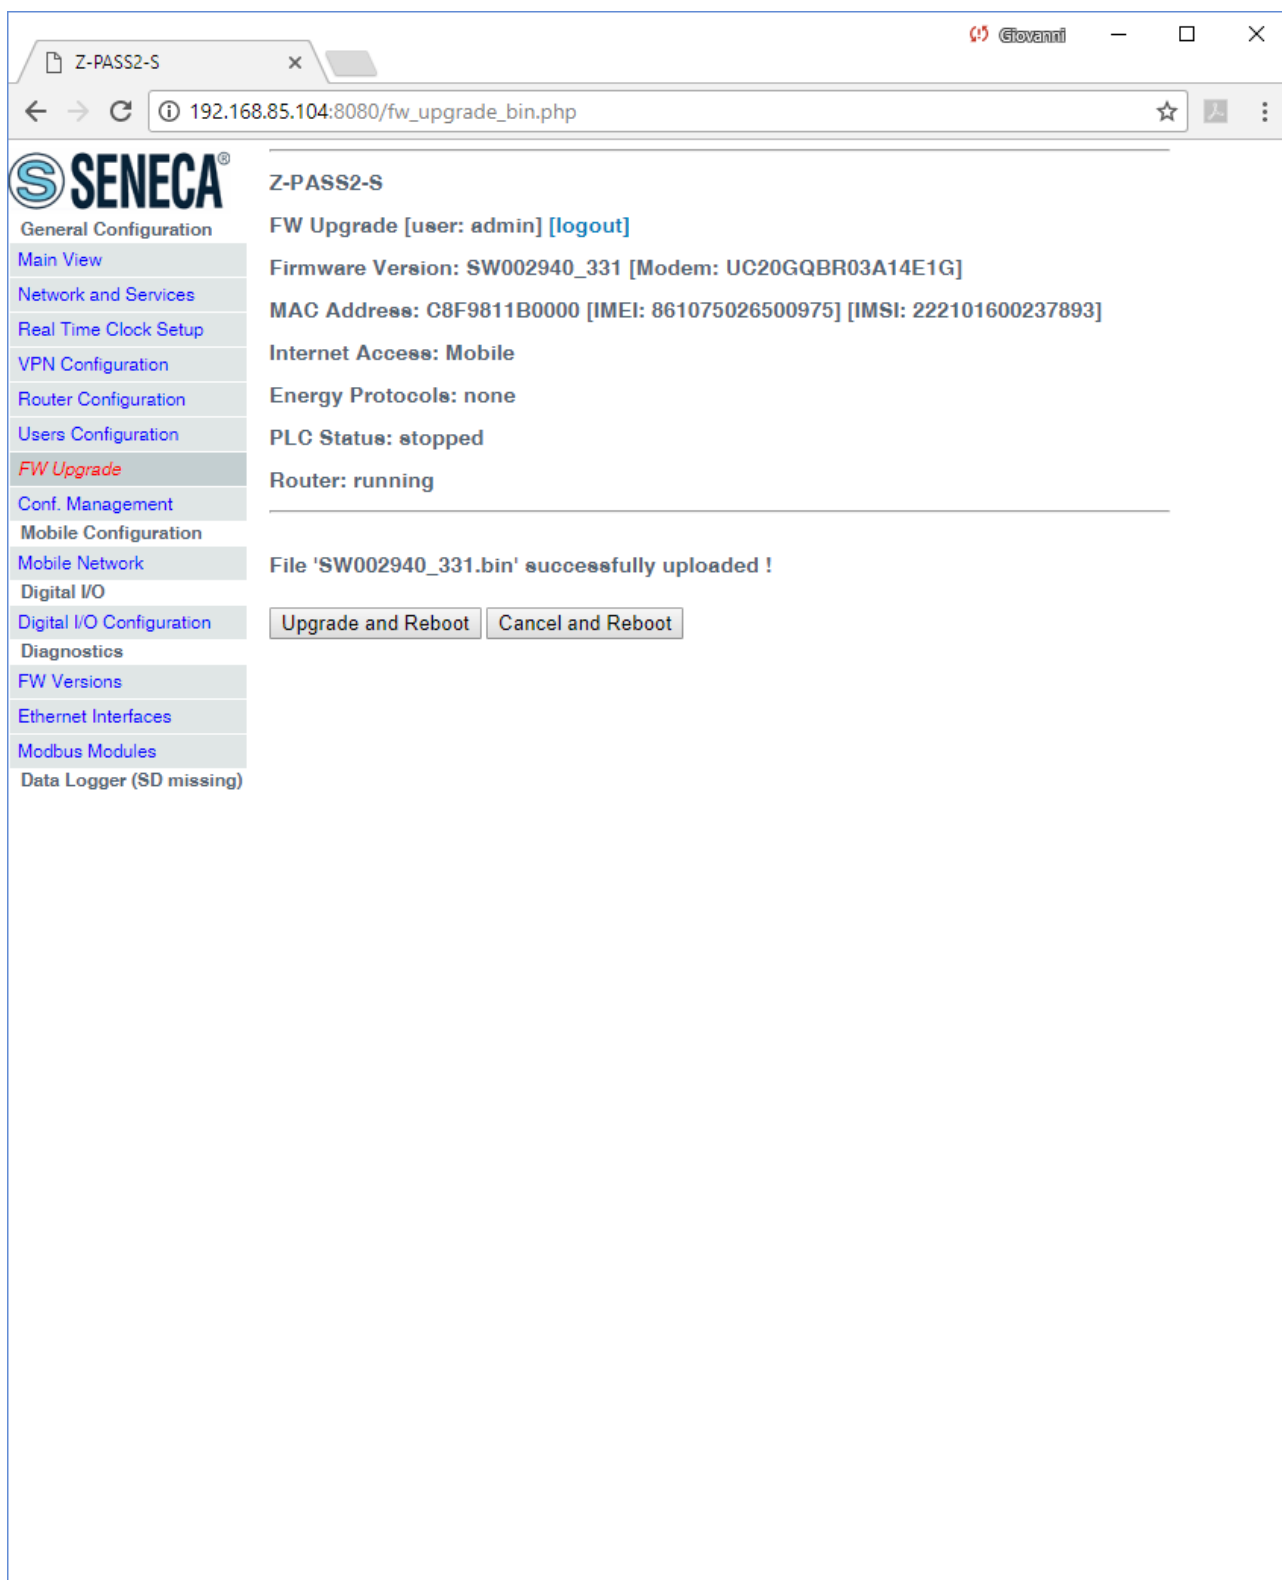 Giovanni
Z-PASS2-S
192.168.85.104:8080/fw_upgrade_bin.php
SENECA®
General Configuration
Main View
Network and Services
Real Time Clock Setup
VPN Configuration
Router Configuration
Users Configuration
FW Upgrade
Conf. Management
Mobile Configuration
Mobile Network
Digital I/O
Digital I/O Configuration
Diagnostics
FW Versions
Ethernet Interfaces
Modbus Modules
Data Logger (SD missing)
Z-PASS2-S
FW Upgrade [user: admin] [logout]
Firmware Version: SW002940_331 [Modem: UC20GQBR03A14E1G]
MAC Address: C8F9811B0000 [IMEI: 861075026500975] [IMSI: 222101600237893]
Internet Access: Mobile
Energy Protocols: none
PLC Status: stopped
Router: running
File 'SW002940_331.bin' successfully uploaded !
Upgrade and Reboot Cancel and Reboot